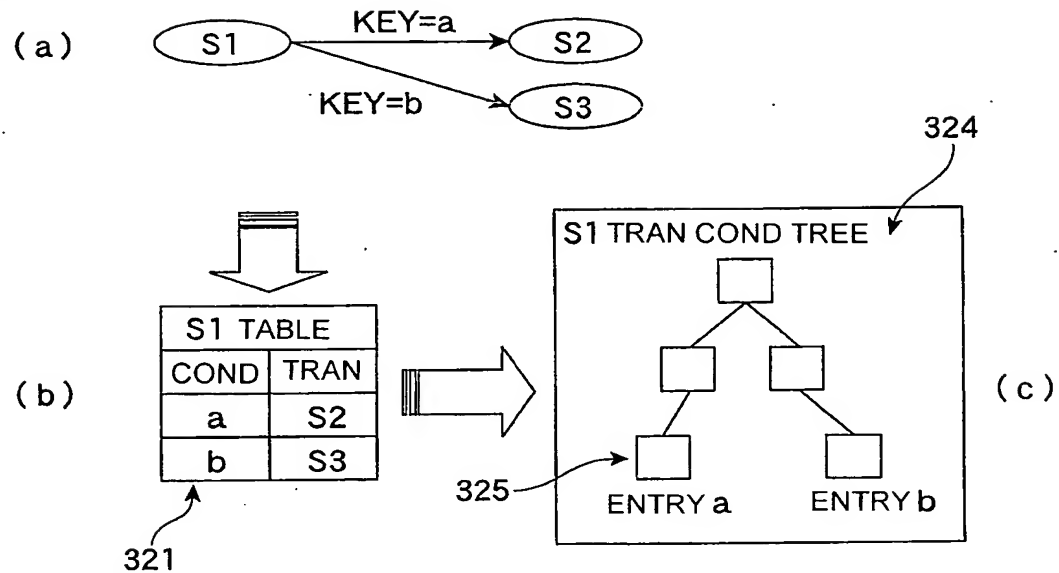 (a)
S1
KEY=a
S2
KEY=b
S3
324
S1 TRAN COND TREE
(b)
S1 TABLE
COND TRAN
a S2
b S3
321
(c)
325
ENTRY a
ENTRY b